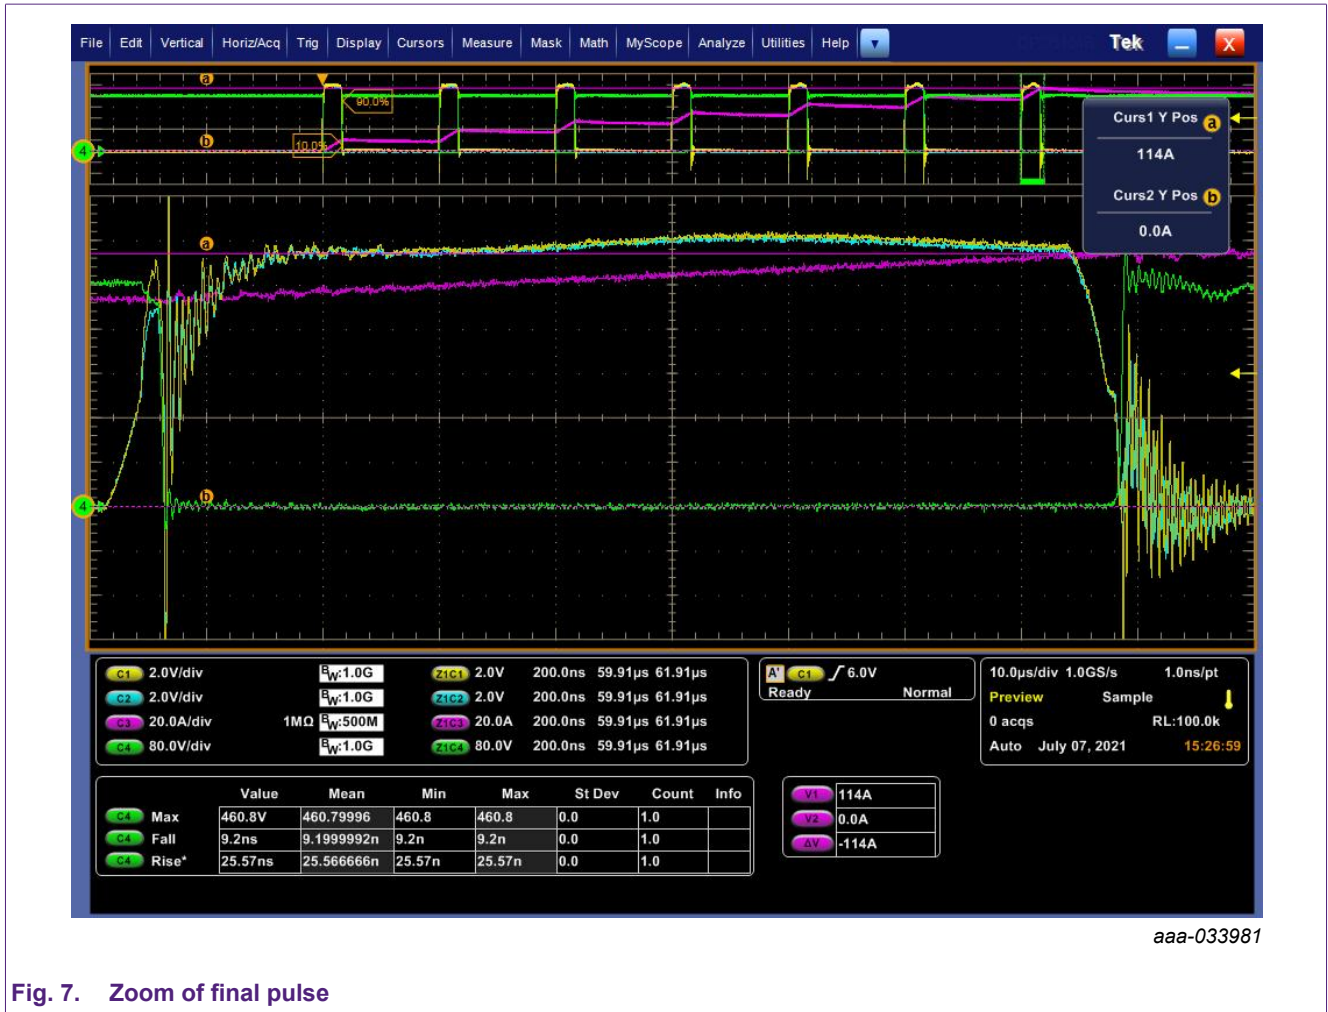 File Edit Vertical Horiz/Acq Trig Display Cursors Measure Mask Math MyScope Analyze Utilities Help Tek X
a
90.0%
b
10.0%
4
Curs1 Y Pos a
114A
Curs2 Y Pos b
0.0A
a
b
4
C1 2.0V/div BW:1.0G
C2 2.0V/div BW:1.0G
C3 20.0A/div 1MΩ BW:500M
C4 80.0V/div BW:1.0G
Z1C1 2.0V 200.0ns 59.91µs 61.91µs
Z1C2 2.0V 200.0ns 59.91µs 61.91µs
Z1C3 20.0A 200.0ns 59.91µs 61.91µs
Z1C4 80.0V 200.0ns 59.91µs 61.91µs
A' C1 6.0V
Ready Normal
10.0µs/div 1.0GS/s 1.0ns/pt
Preview Sample
0 acqs RL:100.0k
Auto July 07, 2021 15:26:59
Value Mean Min Max St Dev Count Info
C4 Max 460.8V 460.79996 460.8 460.8 0.0 1.0
C4 Fall 9.2ns 9.1999992n 9.2n 9.2n 0.0 1.0
C4 Rise* 25.57ns 25.566666n 25.57n 25.57n 0.0 1.0
V1 114A
V2 0.0A
ΔV -114A
aaa-033981
Fig. 7. Zoom of final pulse